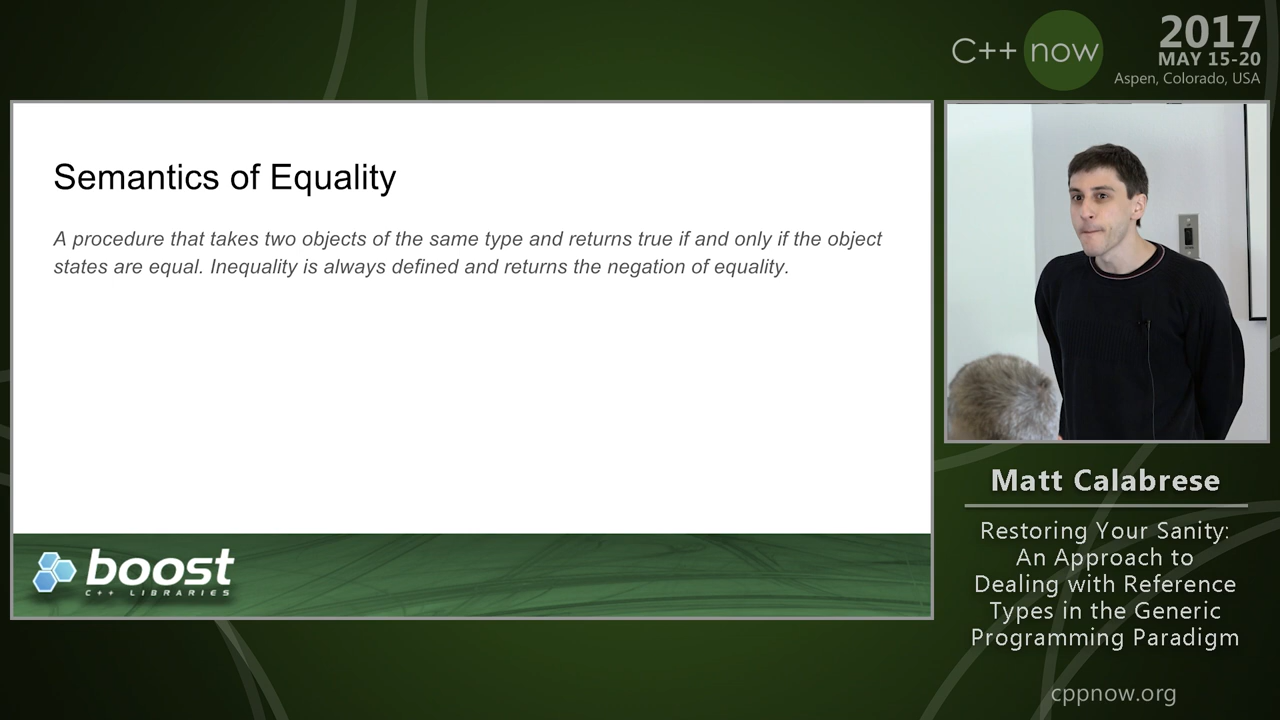 C++ now
2017
MAY 15-20
Aspen, Colorado, USA
Semantics of Equality
A procedure that takes two objects of the same type and returns true if and only if the object
states are equal. Inequality is always defined and returns the negation of equality.
boost
C++ LIBRARIES
Matt Calabrese
Restoring Your Sanity:
An Approach to
Dealing with Reference
Types in the Generic
Programming Paradigm
cppnow.org